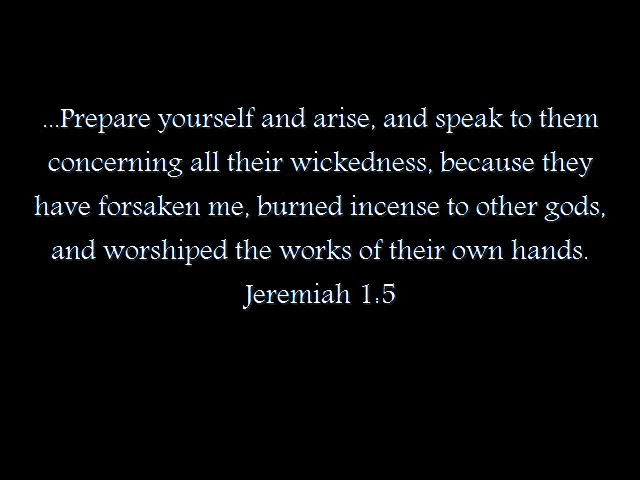 ...Prepare yourself and arise, and speak to them
concerning all their wickedness, because they
have forsaken me, burned incense to other gods,
and worshiped the works of their own hands.
Jeremiah 1:5